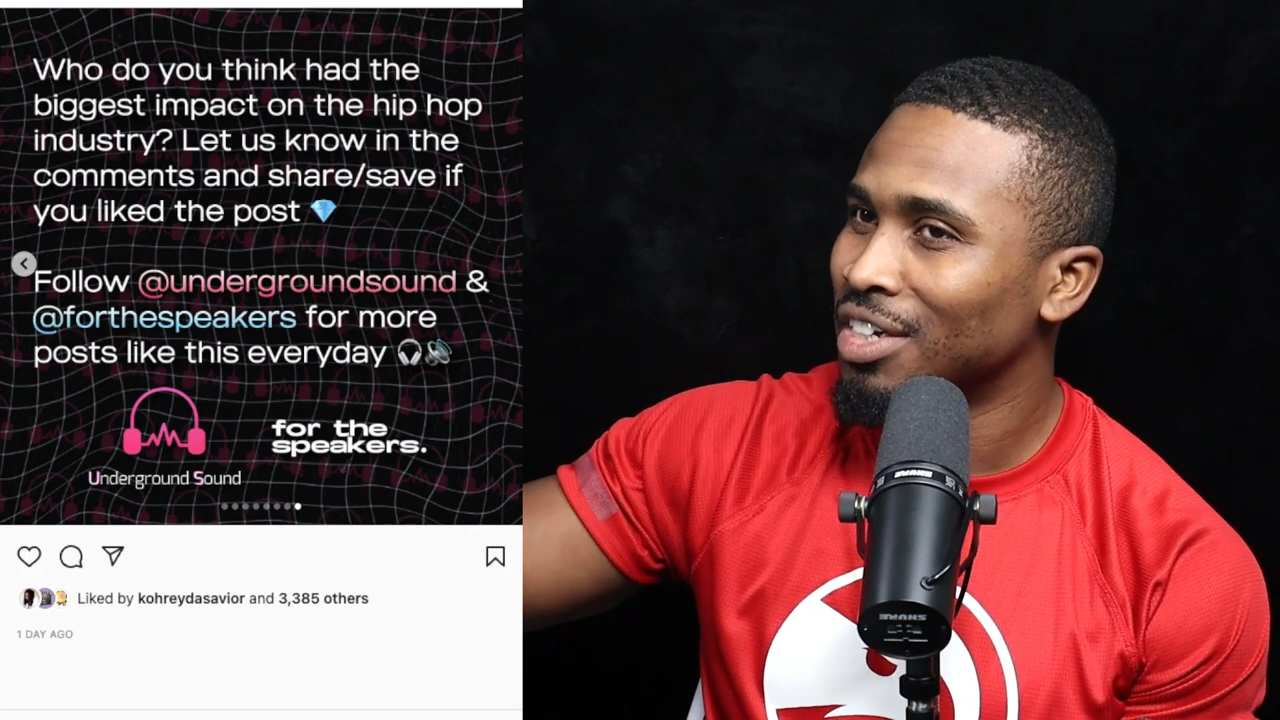 Who do you think had the
biggest impact on the hip hop
industry? Let us know in the
comments and share/save if
you liked the post 💎
Follow @undergroundsound &
@forthespeakers for more
posts like this everyday 🎧🔊
Underground Sound
for the
speakers.
Liked by kohreydasavior and 3,385 others
1 DAY AGO
SHURE
SHURE